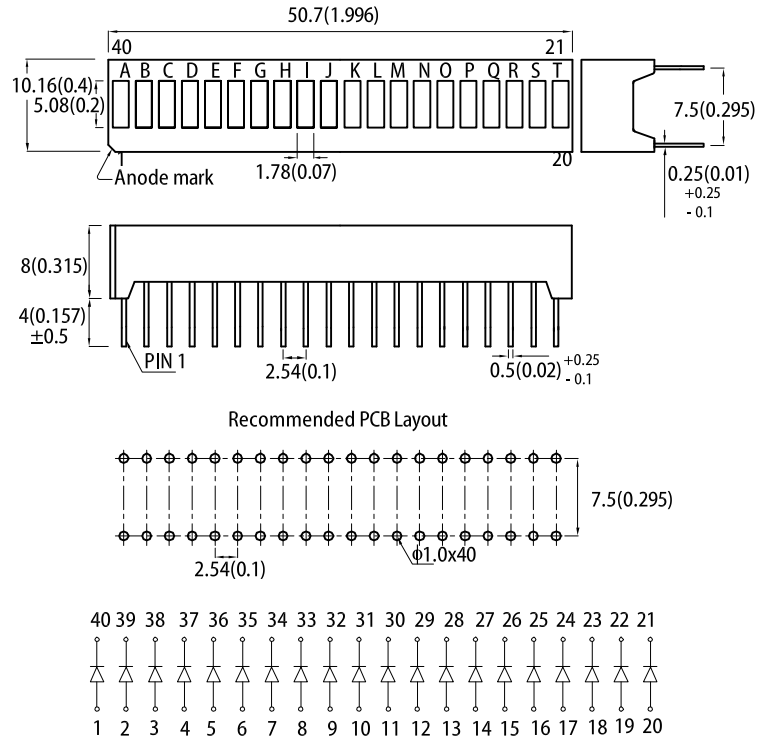 50.7(1.996)
40 21
A B C D E F G H I J K L M N O P Q R S T
10.16(0.4)
5.08(0.2)
7.5(0.295)
20
Anode mark
1.78(0.07)
0.25(0.01)
+0.25
- 0.1
8(0.315)
4(0.157)
±0.5
PIN 1
2.54(0.1)
0.5(0.02) +0.25
- 0.1
Recommended PCB Layout
7.5(0.295)
ϕ1.0x40
2.54(0.1)
40 39 38 37 36 35 34 33 32 31 30 29 28 27 26 25 24 23 22 21
1 2 3 4 5 6 7 8 9 10 11 12 13 14 15 16 17 18 19 20